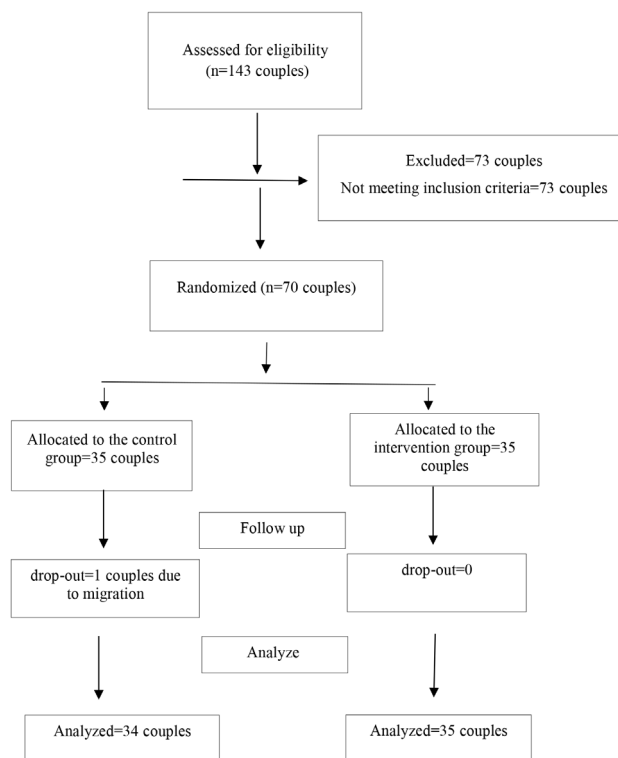 Assessed for eligibility
(n=143 couples)
Excluded=73 couples
Not meeting inclusion criteria=73 couples
Randomized (n=70 couples)
Allocated to the control
group=35 couples
Allocated to the
intervention group=35
couples
Follow up
drop-out=1 couples due
to migration
drop-out=0
Analyze
Analyzed=34 couples
Analyzed=35 couples